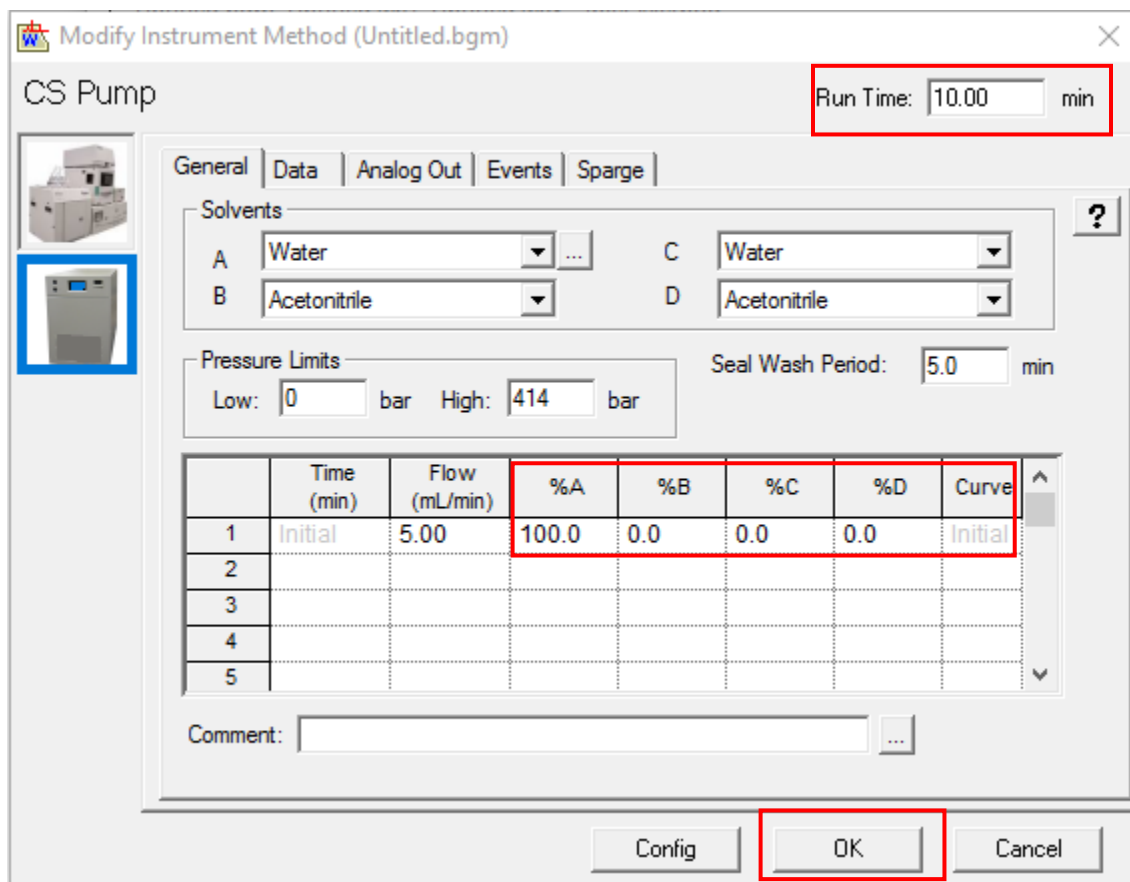 Modify Instrument Method (Untitled.bgm)
CS Pump
Run Time: 10.00 min
General Data Analog Out Events Sparge
Solvents
?
A Water ... C Water
B Acetonitrile D Acetonitrile
Pressure Limits
Seal Wash Period: 5.0 min
Low: 0 bar High: 414 bar
Time (min) Flow (mL/min) %A %B %C %D Curve
1 Initial 5.00 100.0 0.0 0.0 0.0 Initial
2
3
4
5
Comment: ...
Config OK Cancel